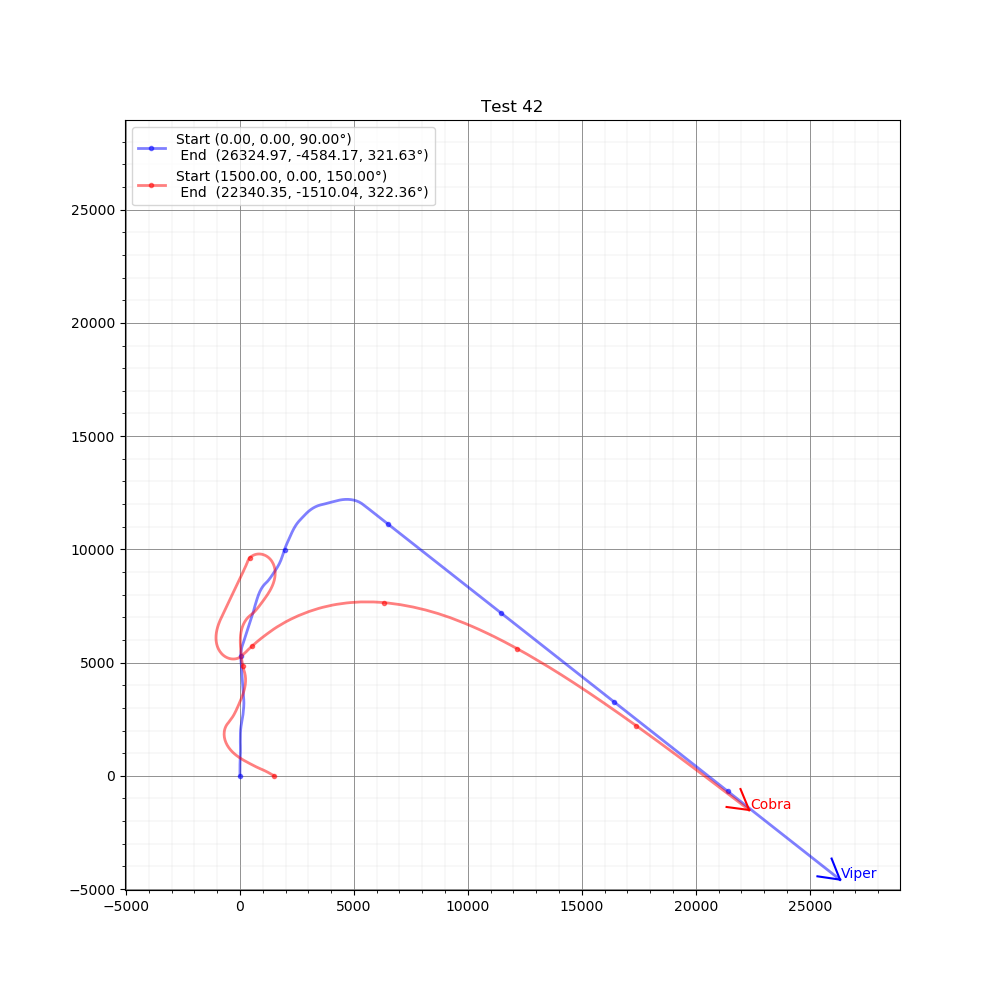 Test 42
Start (0.00, 0.00, 90.00°)
End (26324.97, -4584.17, 321.63°)
Start (1500.00, 0.00, 150.00°)
End (22340.35, -1510.04, 322.36°)
25000
20000
15000
10000
5000
0
−5000
Cobra
Viper
−5000 0 5000 10000 15000 20000 25000